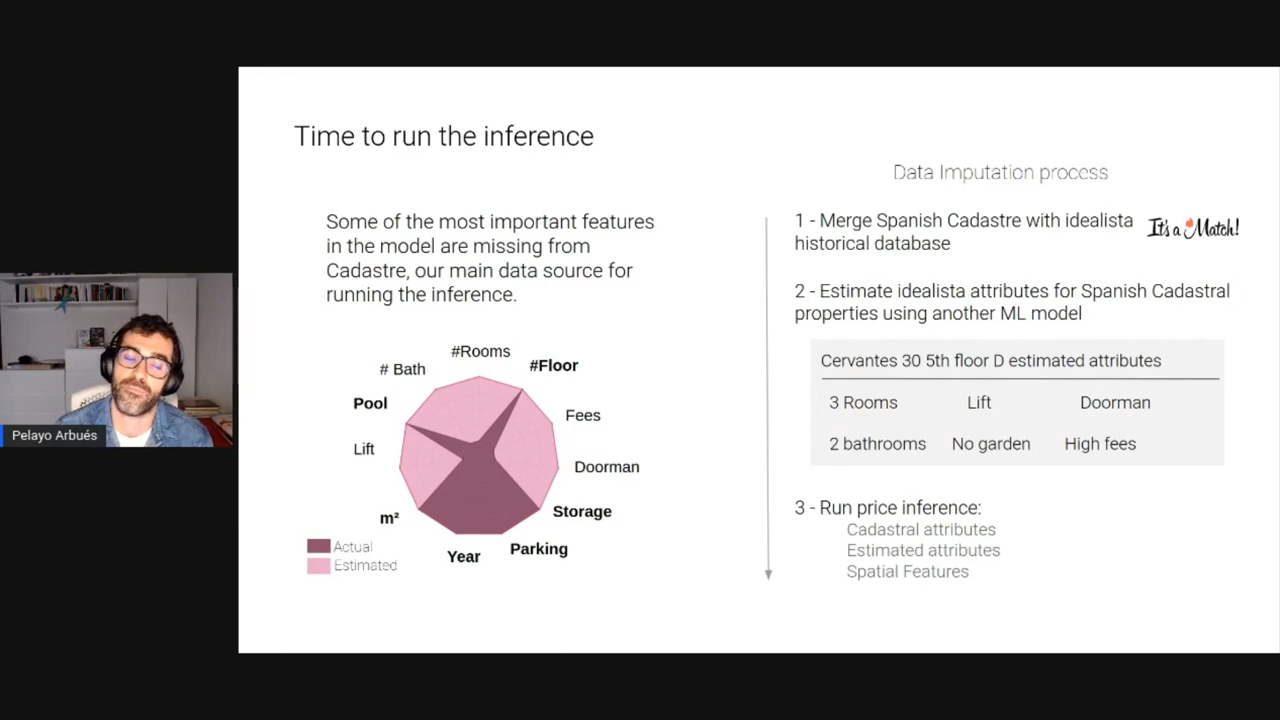 Time to run the inference
Some of the most important features
in the model are missing from
Cadastre, our main data source for
running the inference.
#Rooms
#Floor
# Bath
Pool
Fees
Lift
Doorman
m²
Storage
Year
Parking
Actual
Estimated
Data Imputation process
1 - Merge Spanish Cadastre with idealista
historical database
It's a Match!
2 - Estimate idealista attributes for Spanish Cadastral
properties using another ML model
Cervantes 30 5th floor D estimated attributes
3 Rooms Lift Doorman
2 bathrooms No garden High fees
3 - Run price inference:
Cadastral attributes
Estimated attributes
Spatial Features
Pelayo Arbués